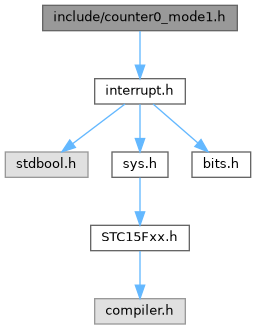 include/counter0_mode1.h
interrupt.h
stdbool.h
sys.h
bits.h
STC15Fxx.h
compiler.h